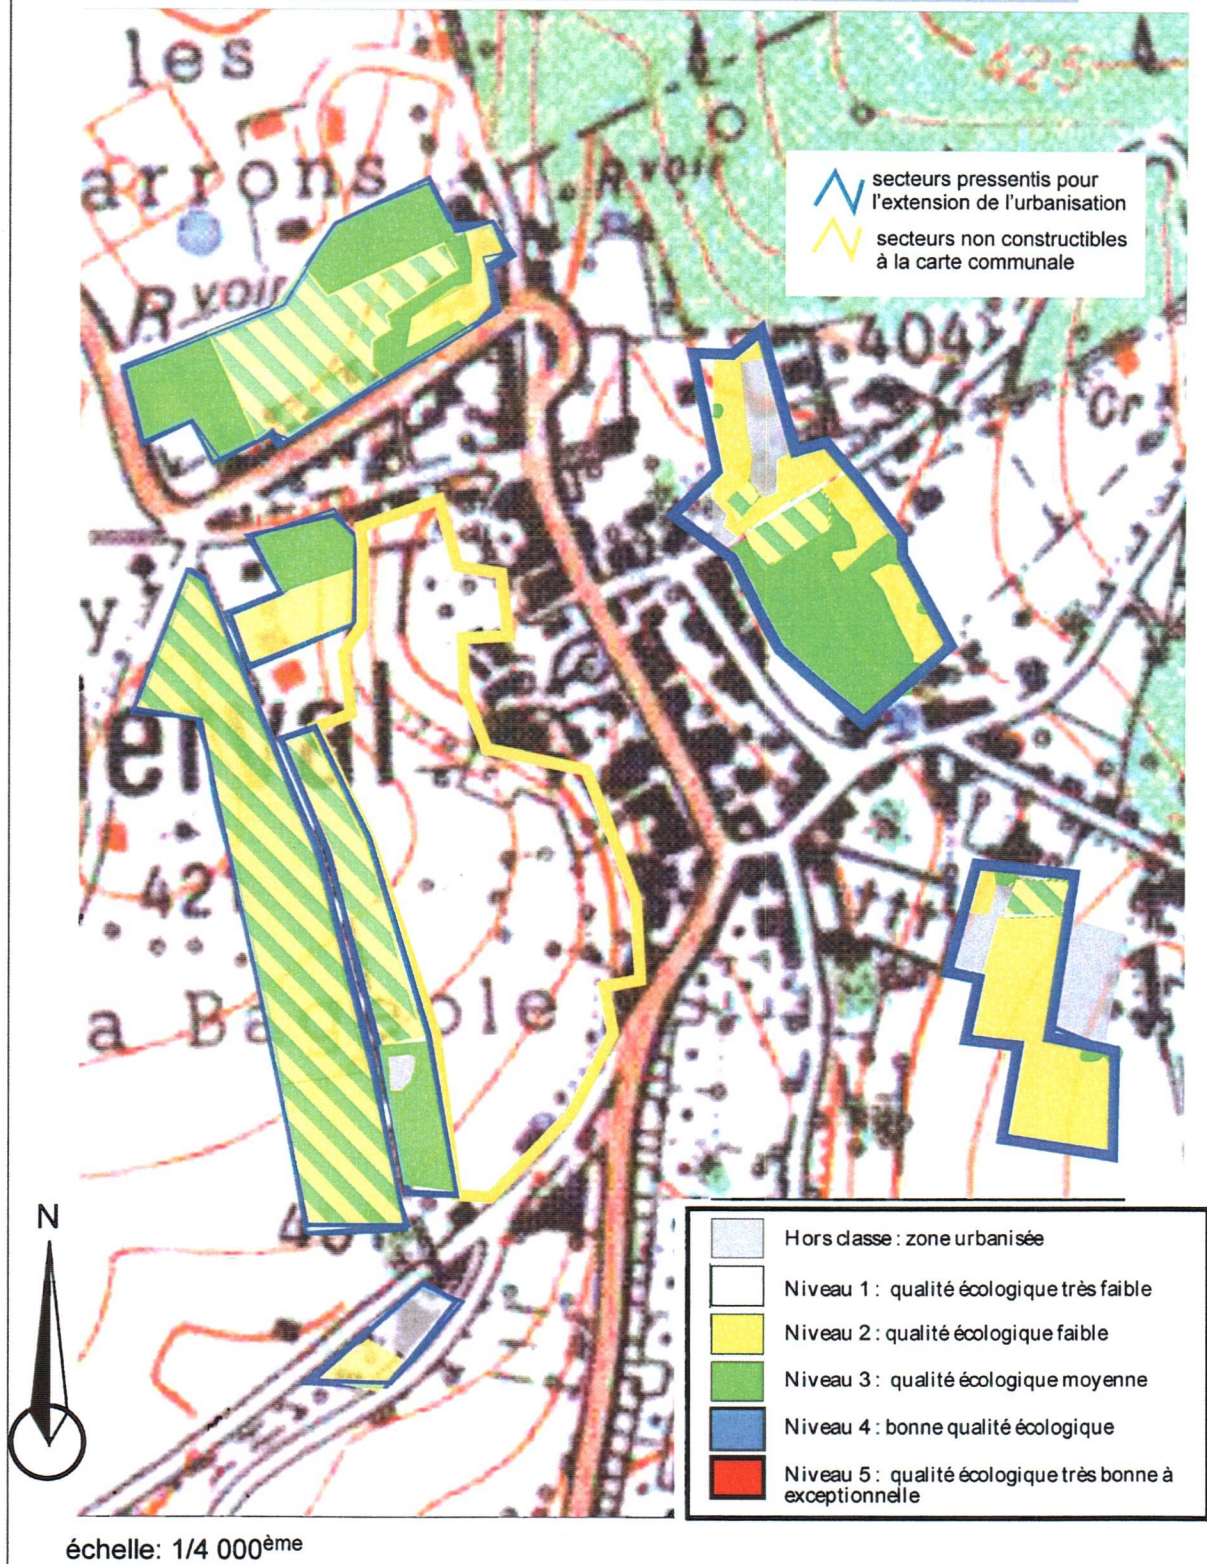 les
arrons
R voir
R voir
425
secteurs pressentis pour
l'extension de l'urbanisation
secteurs non constructibles
à la carte communale
404
Cr
y
42
a Ba ole
N
Hors classe : zone urbanisée
Niveau 1 : qualité écologique très faible
Niveau 2 : qualité écologique faible
Niveau 3 : qualité écologique moyenne
Niveau 4 : bonne qualité écologique
Niveau 5 : qualité écologique très bonne à
exceptionnelle
échelle: 1/4 000ème